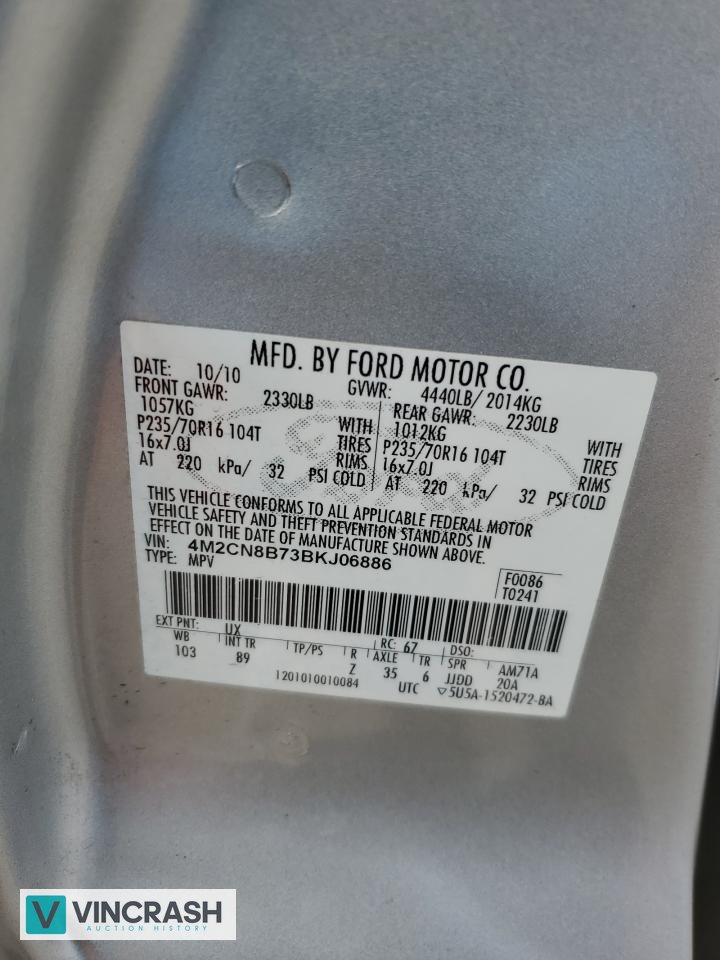 MFD. BY FORD MOTOR CO.
DATE: 10/10 GVWR: 4440LB/ 2014KG
FRONT GAWR: 2330LB REAR GAWR: 2230LB
1057KG WITH 1012KG WITH
P235/70R16 104T TIRES P235/70R16 104T TIRES
16x7.0J RIMS 16x7.0J RIMS
AT 220 kPa/ 32 PSI COLD AT 220 kPa/ 32 PSI COLD
THIS VEHICLE CONFORMS TO ALL APPLICABLE FEDERAL MOTOR
VEHICLE SAFETY AND THEFT PREVENTION STANDARDS IN
EFFECT ON THE DATE OF MANUFACTURE SHOWN ABOVE.
VIN: 4M2CN8B73BKJ06886
TYPE: MPV
F0086
T0241
EXT PNT: UX RC: 67 DSO:
WB INT TR TP/PS R AXLE TR SPR AM71A
103 89 Z 35 6 JJDD 20A
1201010010084 UTC ▽5U5A-1520472-BA
Ford
V VINCRASH
AUCTION HISTORY